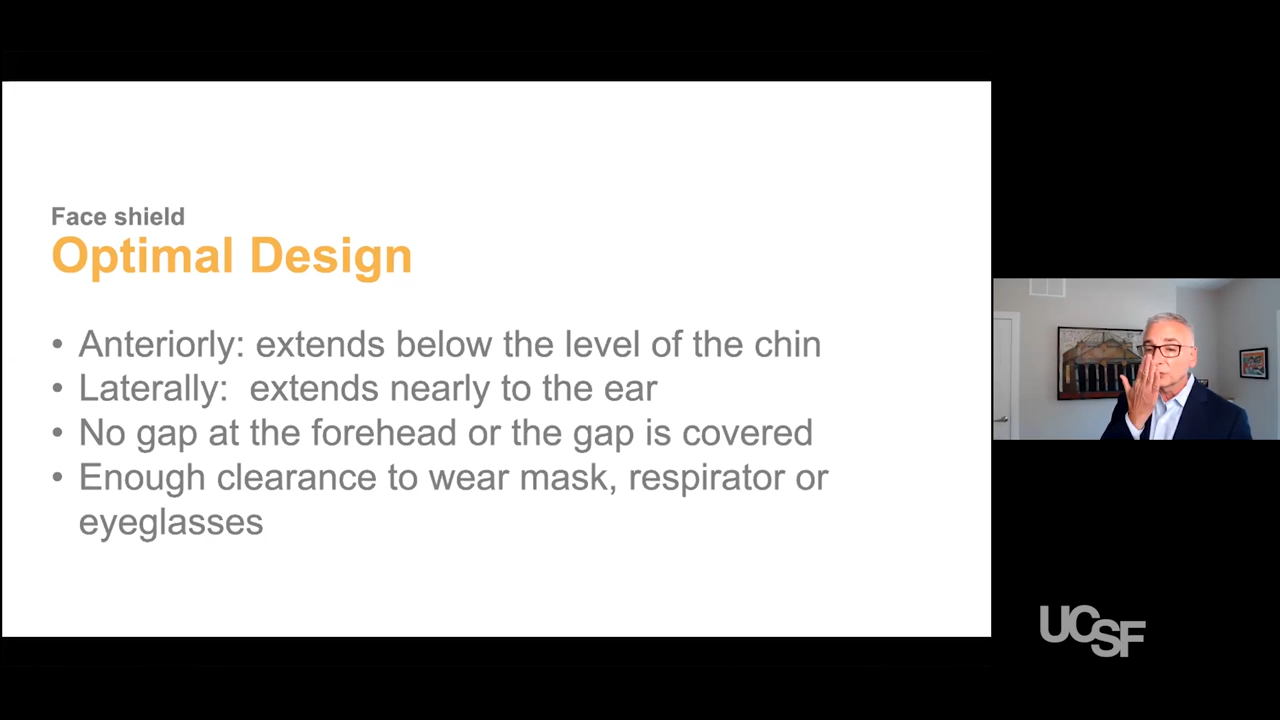 Face shield
Optimal Design
• Anteriorly: extends below the level of the chin
• Laterally:  extends nearly to the ear
• No gap at the forehead or the gap is covered
• Enough clearance to wear mask, respirator or
eyeglasses
UCSF